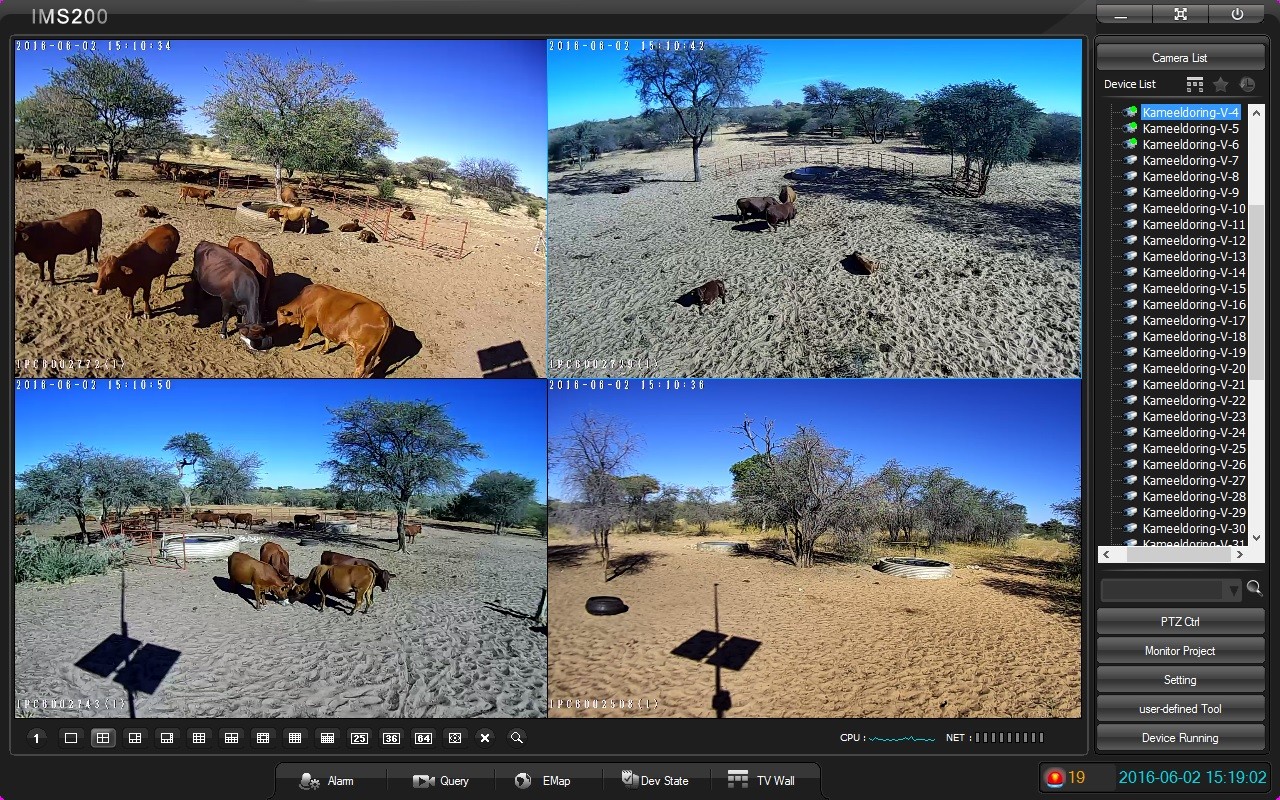 IMS200
2016-06-02 15:10:34
2016-06-02 15:10:42
IPC6002772(1)
2016-06-02 15:10:50
2016-06-02 15:10:36
IPC6002743(1)
IPC6002508(1)
Camera List
Device List
Kameeldoring-V-4
Kameeldoring-V-5
Kameeldoring-V-6
Kameeldoring-V-7
Kameeldoring-V-8
Kameeldoring-V-9
Kameeldoring-V-10
Kameeldoring-V-11
Kameeldoring-V-12
Kameeldoring-V-13
Kameeldoring-V-14
Kameeldoring-V-15
Kameeldoring-V-16
Kameeldoring-V-17
Kameeldoring-V-18
Kameeldoring-V-19
Kameeldoring-V-20
Kameeldoring-V-21
Kameeldoring-V-22
Kameeldoring-V-23
Kameeldoring-V-24
Kameeldoring-V-25
Kameeldoring-V-26
Kameeldoring-V-27
Kameeldoring-V-28
Kameeldoring-V-29
Kameeldoring-V-30
Kameeldoring-V-31
PTZ Ctrl
Monitor Project
Setting
user-defined Tool
Device Running
1 25 36 64 CPU : NET :
Alarm Query EMap Dev State TV Wall
19 2016-06-02 15:19:02